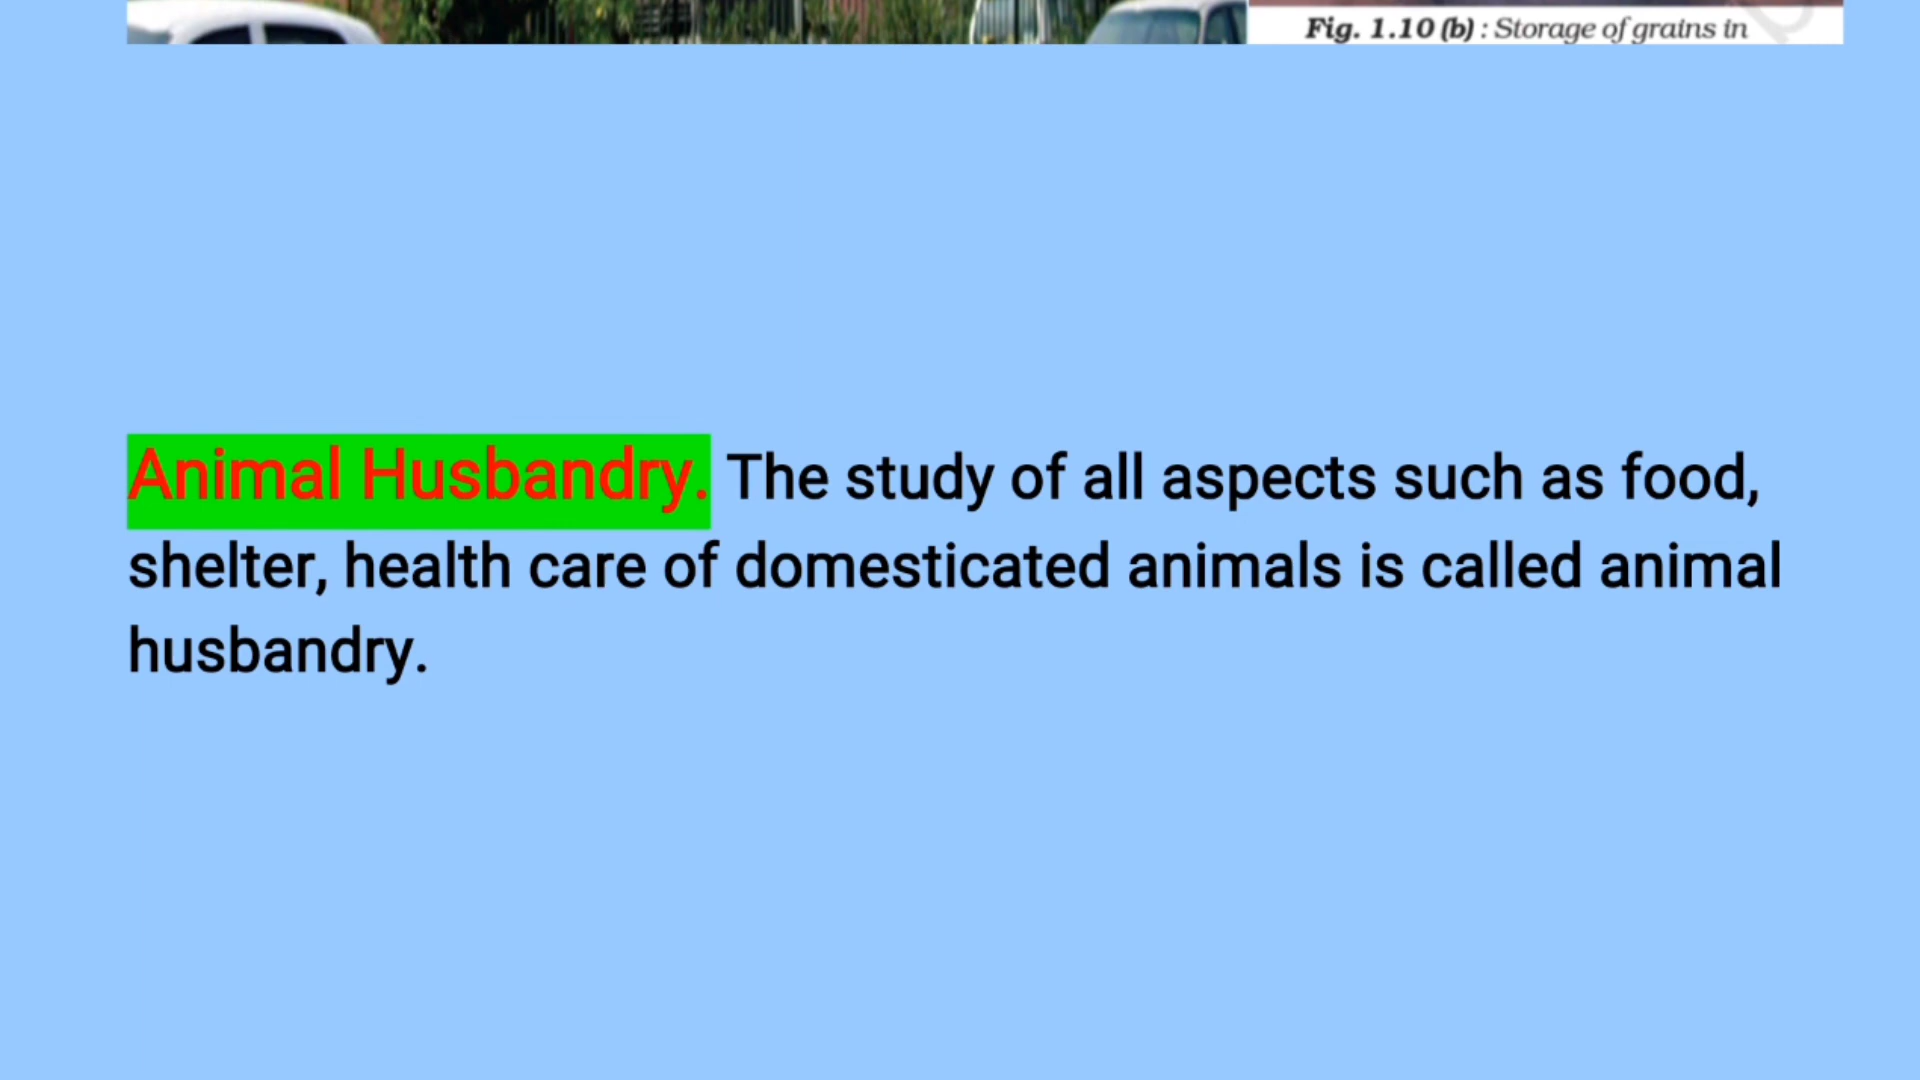 Fig. 1.10 (b) : Storage of grains in
Animal Husbandry. The study of all aspects such as food,
shelter, health care of domesticated animals is called animal
husbandry.